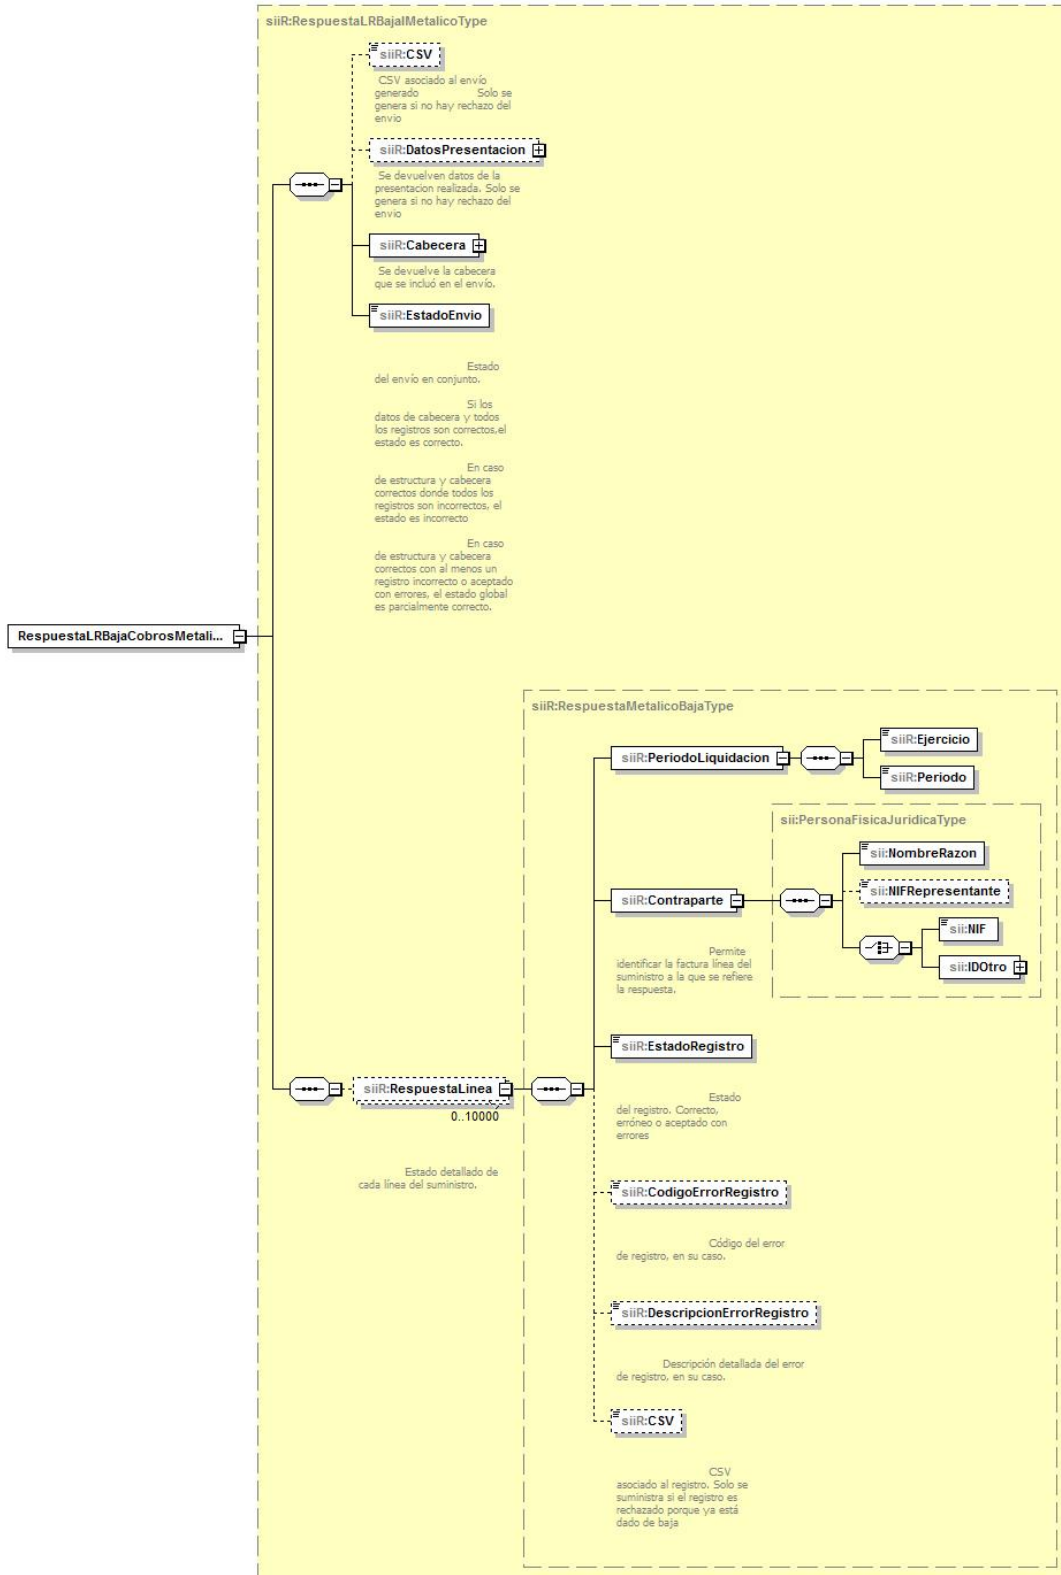 siiR:RespuestaLRBajaIMetalicoType
siiR:CSV
CSV asociado al envío
generado Solo se
genera si no hay rechazo del
envio
siiR:DatosPresentacion
Se devuelven datos de la
presentacion realizada. Solo se
genera si no hay rechazo del
envio
siiR:Cabecera
Se devuelve la cabecera
que se incluó en el envío.
siiR:EstadoEnvio
Estado
del envío en conjunto.
Si los
datos de cabecera y todos
los registros son correctos,el
estado es correcto.
En caso
de estructura y cabecera
correctos donde todos los
registros son incorrectos, el
estado es incorrecto
En caso
de estructura y cabecera
correctos con al menos un
registro incorrecto o aceptado
con errores, el estado global
es parcialmente correcto.
RespuestaLRBajaCobrosMetali...
siiR:RespuestaMetalicoBajaType
siiR:PeriodoLiquidacion
siiR:Ejercicio
siiR:Periodo
sii:PersonaFisicaJuridicaType
sii:NombreRazon
sii:NIFRepresentante
siiR:Contraparte
sii:NIF
sii:IDOtro
Permite
identificar la factura línea del
suministro a la que se refiere
la respuesta.
siiR:EstadoRegistro
Estado
del registro. Correcto,
erróneo o aceptado con
errores
siiR:RespuestaLinea
0..10000
Estado detallado de
cada línea del suministro.
siiR:CodigoErrorRegistro
Código del error
de registro, en su caso.
siiR:DescripcionErrorRegistro
Descripción detallada del error
de registro, en su caso.
siiR:CSV
CSV
asociado al registro. Solo se
suministra si el registro es
rechazado porque ya está
dado de baja